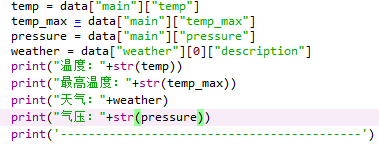 temp = data["main"]["temp"]
temp_max = data["main"]["temp_max"]
pressure = data["main"]["pressure"]
weather = data["weather"][0]["description"]
print("温度："+str(temp))
print("最高温度："+str(temp_max))
print("天气："+weather)
print("气压："+str(pressure))
print('-----------------------------------------')